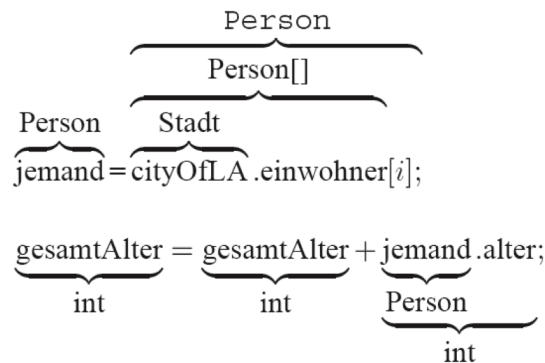 Person
Person[]
Person Stadt
jemand = cityOfLA.einwohner[i];
gesamtAlter = gesamtAlter + jemand.alter;
int int Person
int